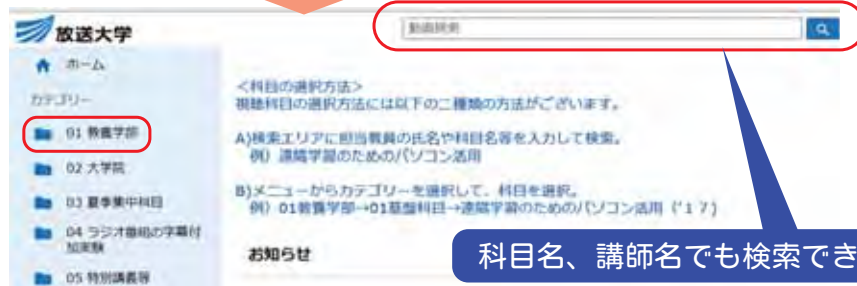 放送大学
動画検索
ホーム
カテゴリー
01 教養学部
02 大学院
03 夏季集中科目
04 ラジオ番組の字幕付
加実験
05 特別講義等
<科目の選択方法>
視聴科目の選択方法には以下の二種類の方法がございます。
A)検索エリアに担当教員の氏名や科目名等を入力して検索。
例）遠隔学習のためのパソコン活用
B)メニューからカテゴリーを選択して、科目を選択。
例）01教養学部→01基盤科目→遠隔学習のためのパソコン活用（'１７）
お知らせ
科目名、講師名でも検索でき